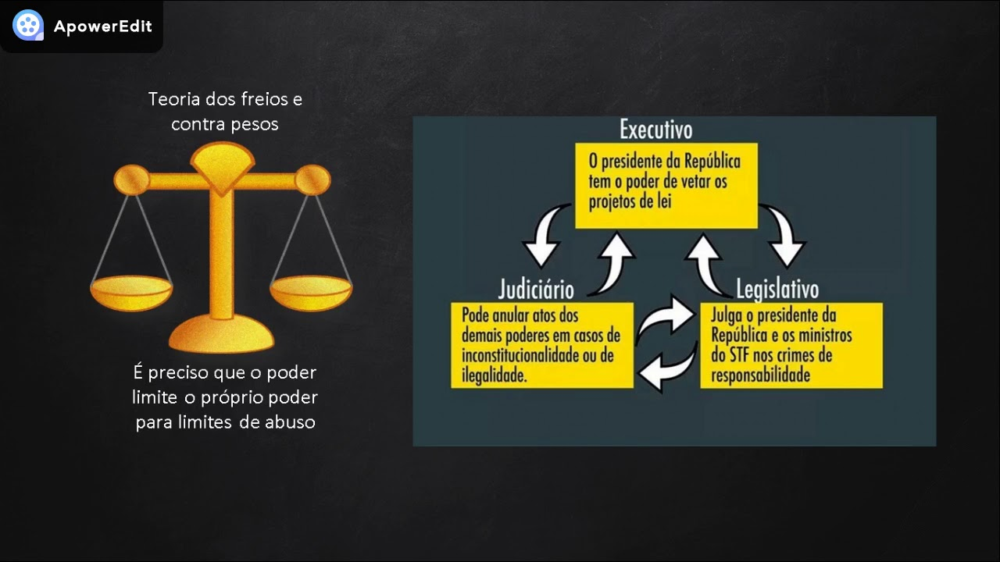 ApowerEdit
Teoria dos freios e
contra pesos
É preciso que o poder
limite o próprio poder
para limites de abuso
Executivo
O presidente da República
tem o poder de vetar os
projetos de lei
Judiciário
Pode anular atos dos
demais poderes em casos de
inconstitucionalidade ou de
ilegalidade.
Legislativo
Julga o presidente da
República e os ministros
do STF nos crimes de
responsabilidade